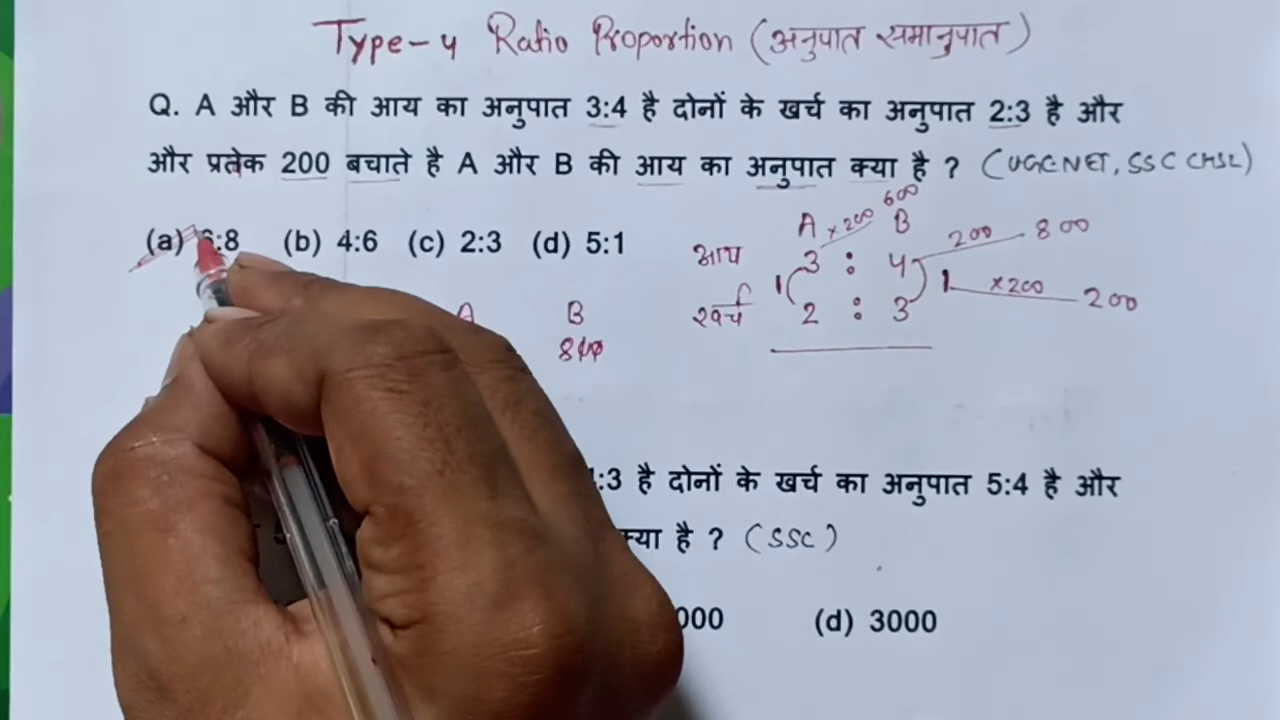 Type-4 Ratio Proportion (अनुपात समानुपात)
Q. A और B की आय का अनुपात 3:4 है दोनों के खर्च का अनुपात 2:3 है और
और प्रतेक 200 बचाते है A और B की आय का अनुपात क्या है ? (UGC NET, SSC CHSL)
(a) 6:8 (b) 4:6 (c) 2:3 (d) 5:1
600
A ×200 B
आय 3 : 4 200 800
1 1 ×200 200
खर्च 2 : 3
A B
800
:3 है दोनों के खर्च का अनुपात 5:4 है और
क्या है ? (SSC)
000 (d) 3000